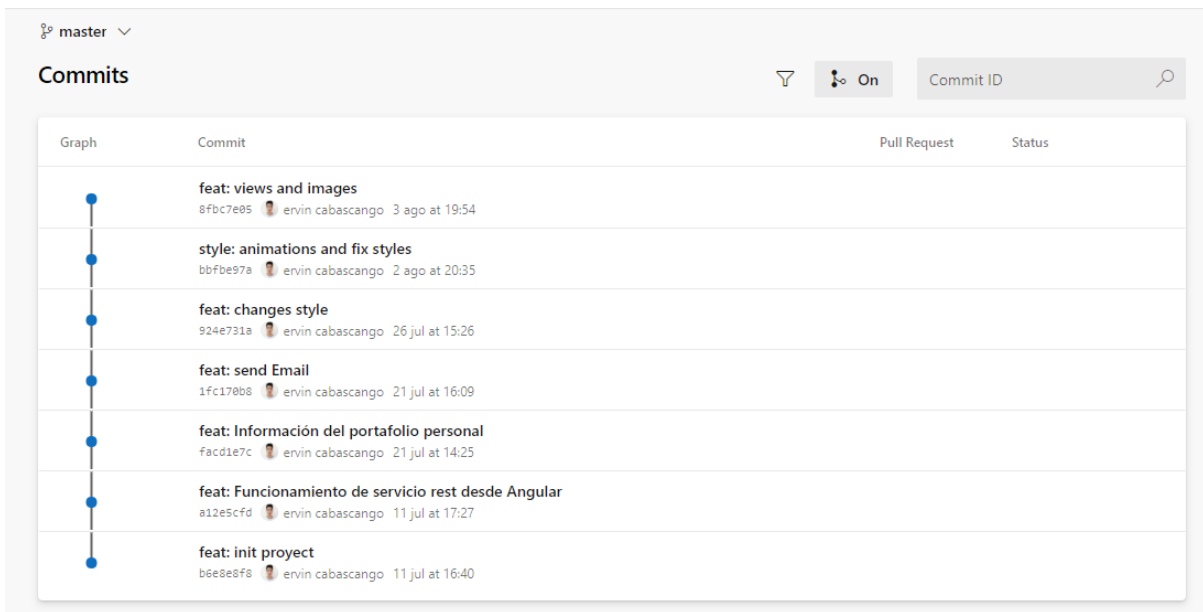 master
Commits
On
Commit ID
Graph Commit Pull Request Status
feat: views and images
8fbc7e05 ervin cabascango 3 ago at 19:54
style: animations and fix styles
bbfbe97a ervin cabascango 2 ago at 20:35
feat: changes style
924e731a ervin cabascango 26 jul at 15:26
feat: send Email
1fc170b8 ervin cabascango 21 jul at 16:09
feat: Información del portafolio personal
facd1e7c ervin cabascango 21 jul at 14:25
feat: Funcionamiento de servicio rest desde Angular
a12e5cfd ervin cabascango 11 jul at 17:27
feat: init proyect
b6e8e8f8 ervin cabascango 11 jul at 16:40